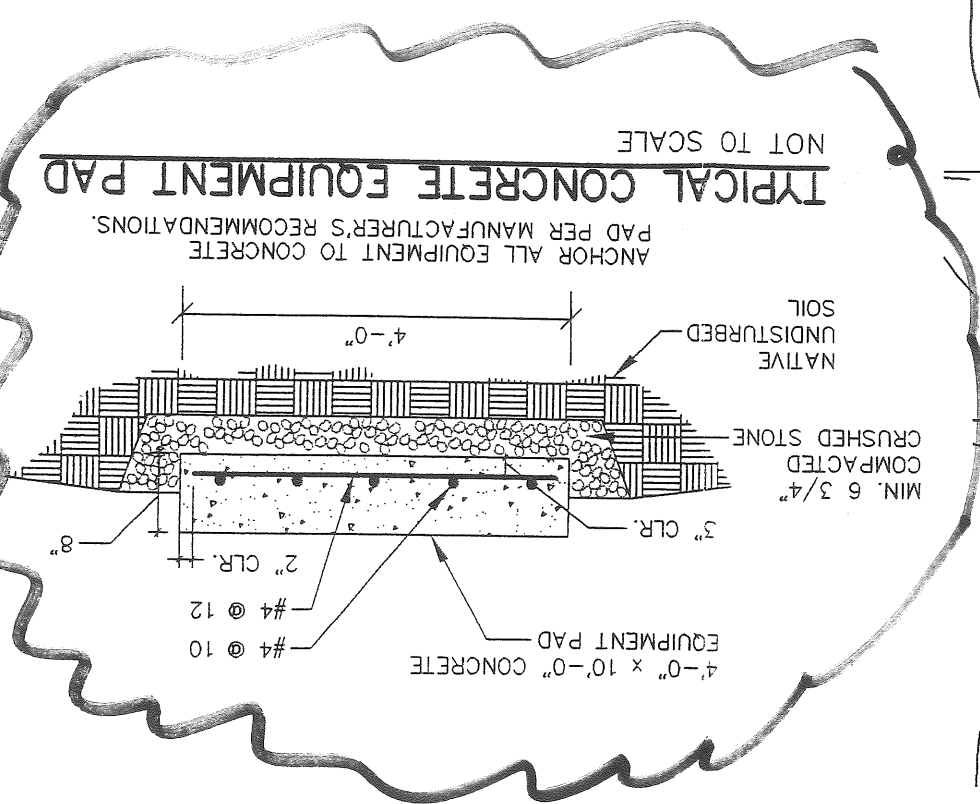 4'-0" x 10'-0" CONCRETE
EQUIPMENT PAD
#4 @ 10
#4 @ 12
2" CLR.
3" CLR.
8"
MIN. 6 3/4"
COMPACTED
CRUSHED STONE
NATIVE
UNDISTURBED
SOIL
4'-0"
ANCHOR ALL EQUIPMENT TO CONCRETE
PAD PER MANUFACTURER'S RECOMMENDATIONS.
TYPICAL CONCRETE EQUIPMENT PAD
NOT TO SCALE